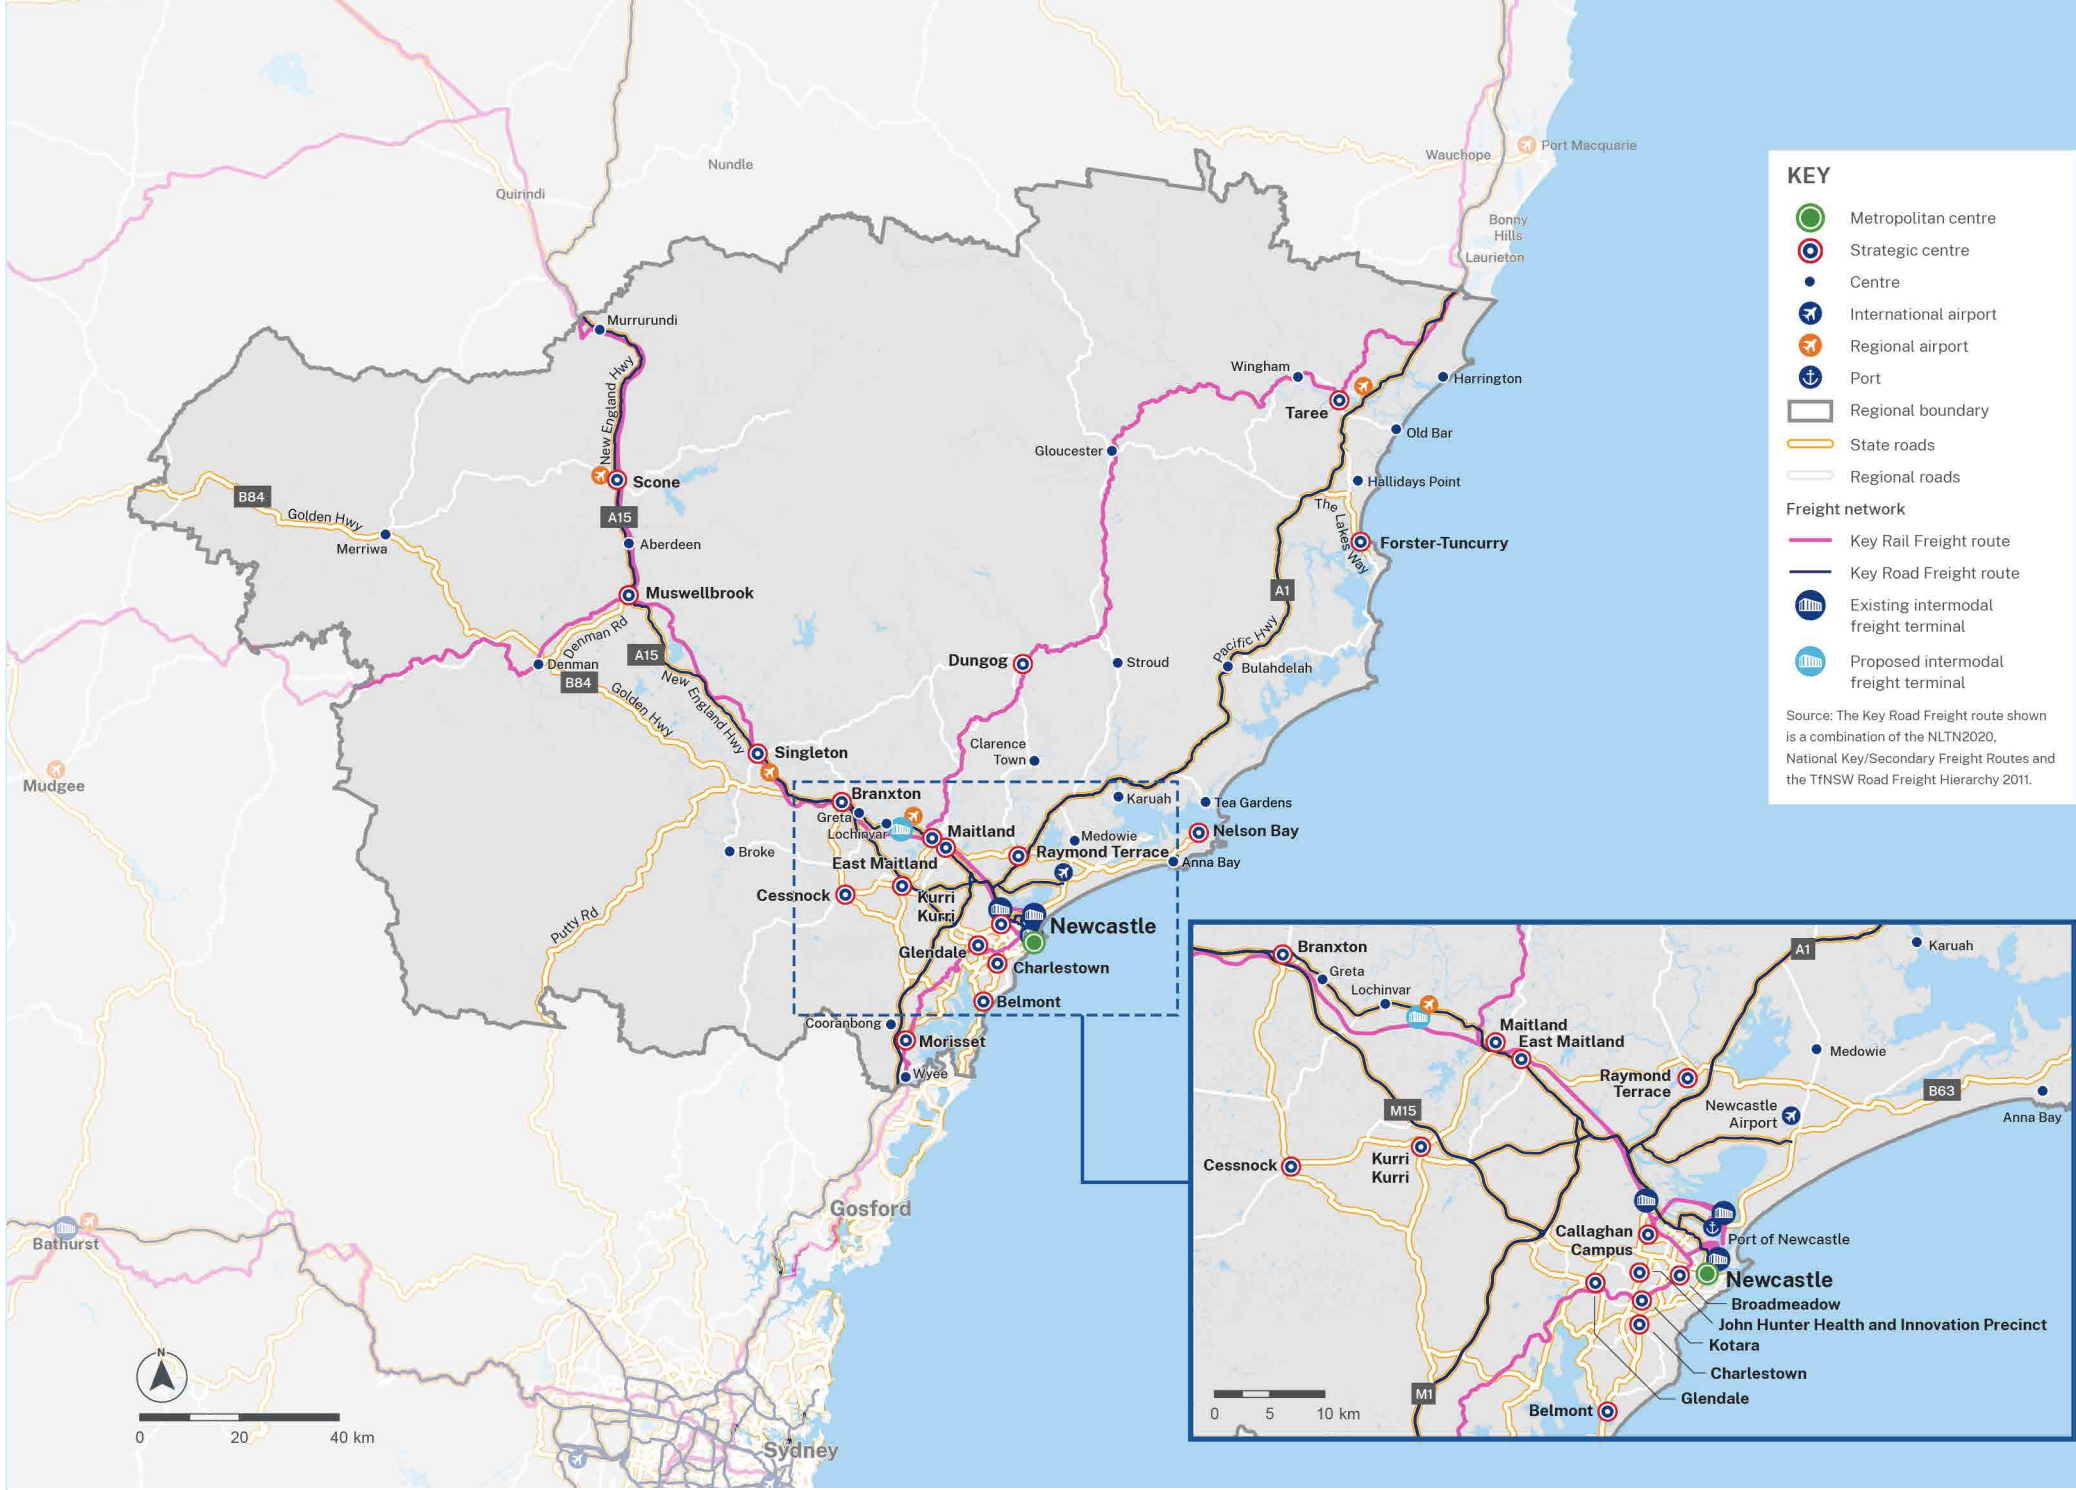 Nundle
Quirindi
Wauchope
Port Macquarie
Bonny
Hills
Laurieton
KEY
Metropolitan centre
Strategic centre
Centre
International airport
Regional airport
Port
Regional boundary
State roads
Regional roads
Freight network
Key Rail Freight route
Key Road Freight route
Existing intermodal
freight terminal
Proposed intermodal
freight terminal
Source: The Key Road Freight route shown
is a combination of the NLTN2020,
National Key/Secondary Freight Routes and
the TfNSW Road Freight Hierarchy 2011.
Murrurundi
New England Hwy
Wingham
Taree
Harrington
Old Bar
Gloucester
Hallidays Point
Scone
The Lakes Way
B84
Golden Hwy
A15
Merriwa
Aberdeen
Forster-Tuncurry
Muswellbrook
A1
Denman Rd
A15
Denman
B84
Golden Hwy
New England Hwy
Dungog
Stroud
Pacific Hwy
Bulahdelah
Singleton
Clarence
Town
Mudgee
Branxton
Greta
Lochinvar
Karuah
Tea Gardens
Maitland
Medowie
Nelson Bay
Broke
East Maitland
Raymond Terrace
Anna Bay
Cessnock
Kurri
Kurri
Putty Rd
Newcastle
Glendale
Charlestown
Belmont
Cooranbong
Morisset
Wyee
Gosford
Bathurst
Sydney
N
0 20 40 km
Branxton
A1
Karuah
Greta
Lochinvar
Maitland
East Maitland
Medowie
Raymond
Terrace
B63
M15
Newcastle
Airport
Anna Bay
Cessnock
Kurri
Kurri
Callaghan
Campus
Port of Newcastle
Newcastle
Broadmeadow
John Hunter Health and Innovation Precinct
Kotara
Charlestown
M1
Glendale
Belmont
0 5 10 km